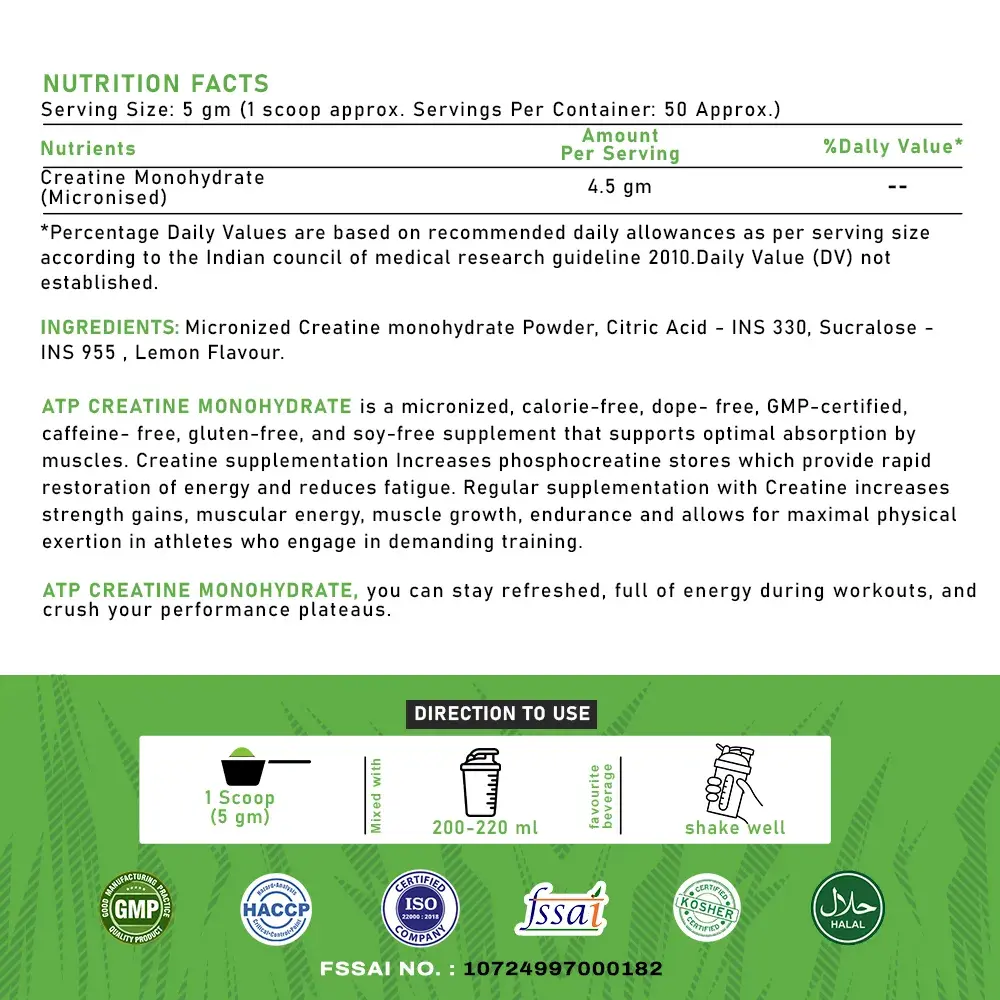 NUTRITION FACTS
Serving Size: 5 gm (1 scoop approx. Servings Per Container: 50 Approx.)
Nutrients
Amount
Per Serving
%Dally Value*
Creatine Monohydrate
(Micronised)
4.5 gm
--
*Percentage Daily Values are based on recommended daily allowances as per serving size
according to the Indian council of medical research guideline 2010.Daily Value (DV) not
established.
INGREDIENTS: Micronized Creatine monohydrate Powder, Citric Acid - INS 330, Sucralose -
INS 955 , Lemon Flavour.
ATP CREATINE MONOHYDRATE is a micronized, calorie-free, dope- free, GMP-certified,
caffeine- free, gluten-free, and soy-free supplement that supports optimal absorption by
muscles. Creatine supplementation Increases phosphocreatine stores which provide rapid
restoration of energy and reduces fatigue. Regular supplementation with Creatine increases
strength gains, muscular energy, muscle growth, endurance and allows for maximal physical
exertion in athletes who engage in demanding training.
ATP CREATINE MONOHYDRATE, you can stay refreshed, full of energy during workouts, and
crush your performance plateaus.
DIRECTION TO USE
1 Scoop
(5 gm)
Mixed with
200-220 ml
favourite
beverage
shake well
GOOD MANUFACTURING PRACTICE
GMP
QUALITY PRODUCT
Hazard-Analysis
HACCP
Critical-Control-Point
CERTIFIED
ISO
22000 : 2018
COMPANY
fssai
CERTIFIED
KOSHER
CERTIFIED
حلال
HALAL
FSSAI NO. : 10724997000182